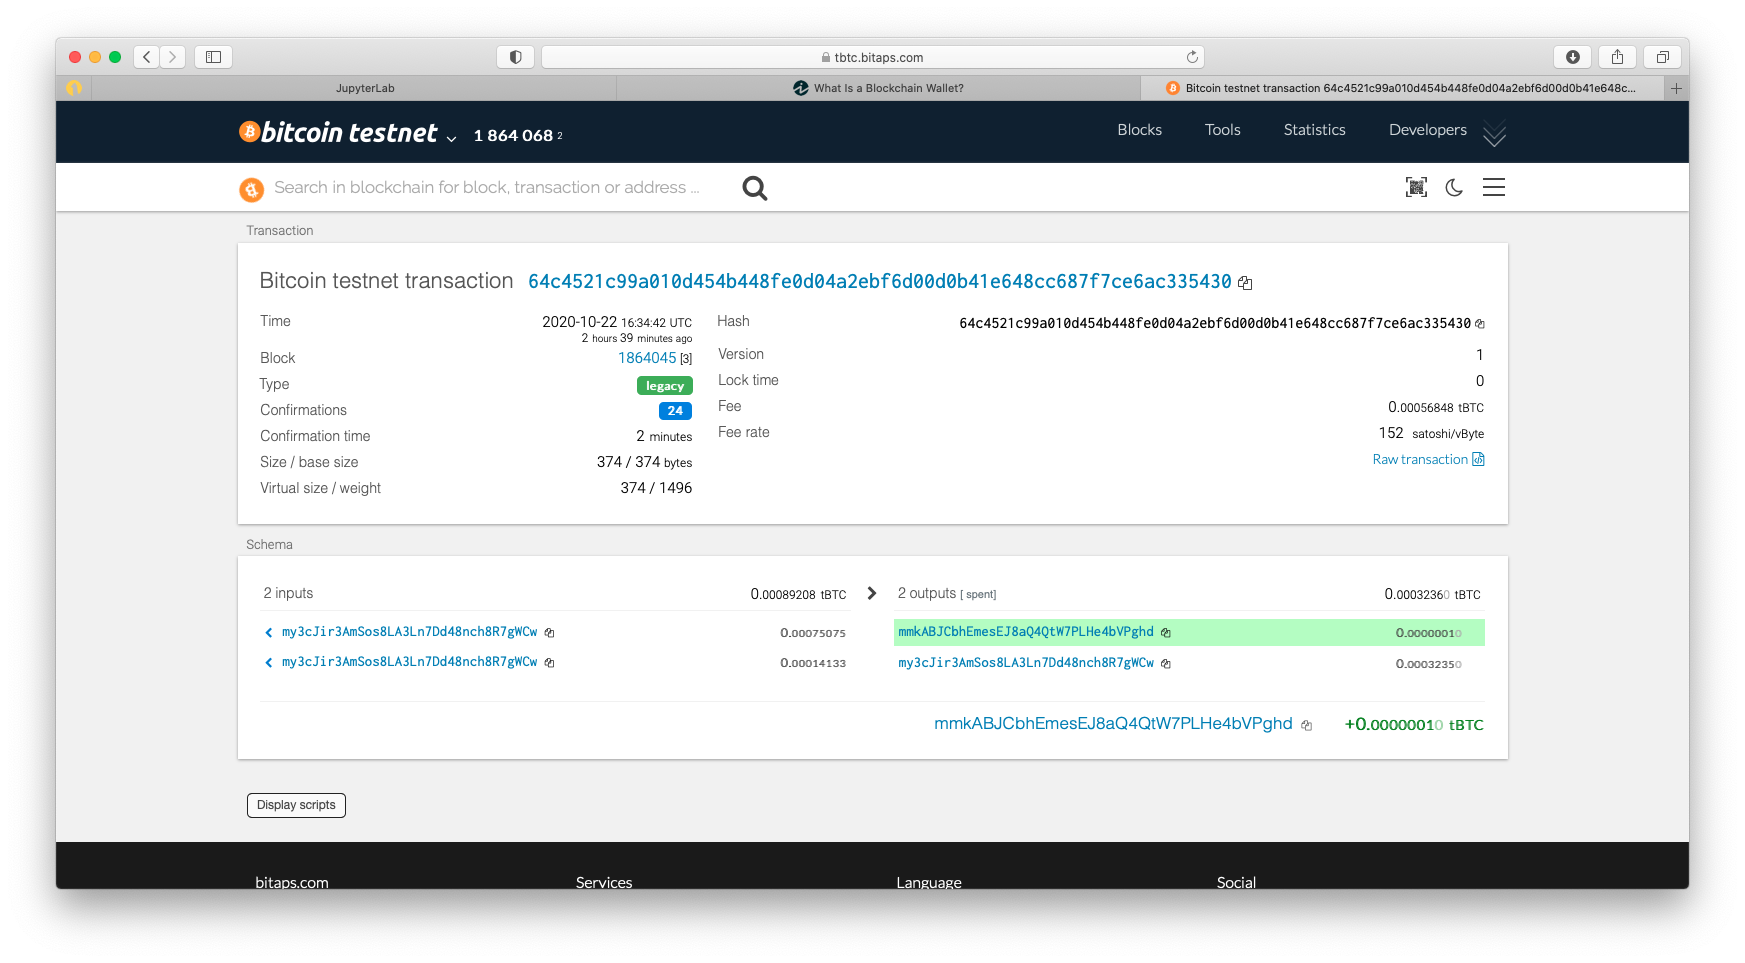 tbtc.bitaps.com
JupyterLab
What Is a Blockchain Wallet?
Bitcoin testnet transaction 64c4521c99a010d454b448fe0d04a2ebf6d00d0b41e648c...
bitcoin testnet 1 864 068 2
Blocks Tools Statistics Developers
Search in blockchain for block, transaction or address ...
Transaction
Bitcoin testnet transaction 64c4521c99a010d454b448fe0d04a2ebf6d00d0b41e648cc687f7ce6ac335430
Time 2020-10-22 16:34:42 UTC
2 hours 39 minutes ago
Block 1864045 [3]
Type legacy
Confirmations 24
Confirmation time 2 minutes
Size / base size 374 / 374 bytes
Virtual size / weight 374 / 1496
Hash 64c4521c99a010d454b448fe0d04a2ebf6d00d0b41e648cc687f7ce6ac335430
Version 1
Lock time 0
Fee 0.00056848 tBTC
Fee rate 152 satoshi/vByte
Raw transaction
Schema
2 inputs 0.00089208 tBTC
my3cJir3AmSos8LA3Ln7Dd48nch8R7gWCw 0.00075075
my3cJir3AmSos8LA3Ln7Dd48nch8R7gWCw 0.00014133
2 outputs [ spent] 0.00032360 tBTC
mmkABJCbhEmesEJ8aQ4QtW7PLHe4bVPghd 0.00000010
my3cJir3AmSos8LA3Ln7Dd48nch8R7gWCw 0.00032350
mmkABJCbhEmesEJ8aQ4QtW7PLHe4bVPghd +0.00000010 tBTC
Display scripts
bitaps.com Services Language Social